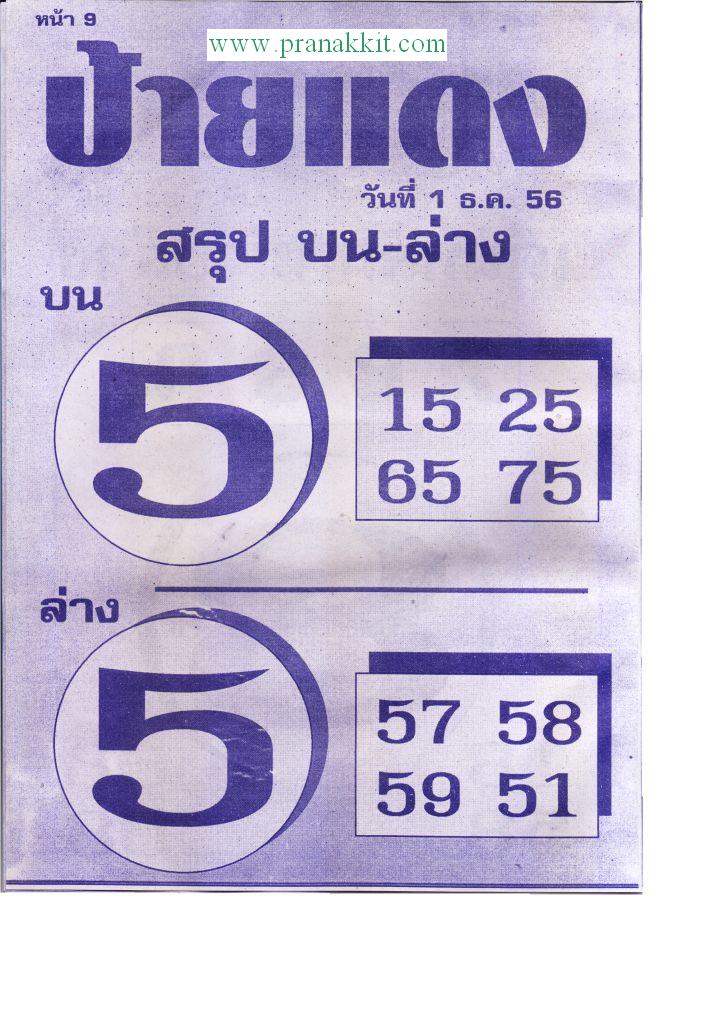 หน้า 9
www.pranakkit.com
ป้ายแดง
วันที่ 1 ธ.ค. 56
สรุป บน-ล่าง
บน
5
15 25
65 75
ล่าง
5
57 58
59 51